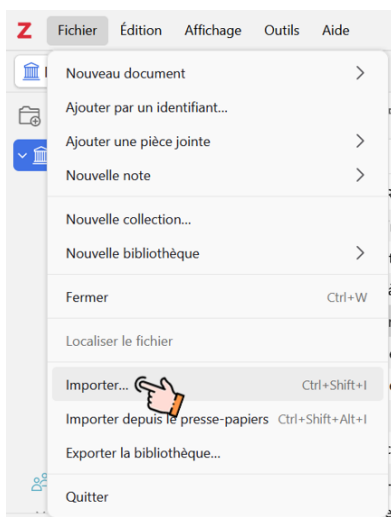 Z Fichier Édition Affichage Outils Aide
Nouveau document
Ajouter par un identifiant...
Ajouter une pièce jointe
Nouvelle note
Nouvelle collection...
Nouvelle bibliothèque
Fermer Ctrl+W
Localiser le fichier
Importer... Ctrl+Shift+I
Importer depuis le presse-papiers Ctrl+Shift+Alt+I
Exporter la bibliothèque...
Quitter